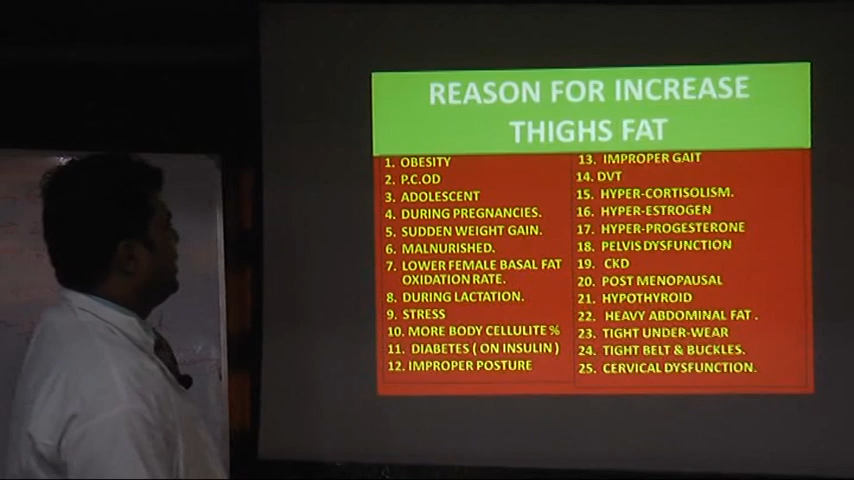 REASON FOR INCREASE
THIGHS FAT
1. OBESITY
2. P.C.OD
3. ADOLESCENT
4. DURING PREGNANCIES.
5. SUDDEN WEIGHT GAIN.
6. MALNURISHED.
7. LOWER FEMALE BASAL FAT
OXIDATION RATE.
8. DURING LACTATION.
9. STRESS
10. MORE BODY CELLULITE %
11. DIABETES ( ON INSULIN )
12. IMPROPER POSTURE
13. IMPROPER GAIT
14. DVT
15. HYPER-CORTISOLISM.
16. HYPER-ESTROGEN
17. HYPER-PROGESTERONE
18. PELVIS DYSFUNCTION
19. CKD
20. POST MENOPAUSAL
21. HYPOTHYROID
22. HEAVY ABDOMINAL FAT .
23. TIGHT UNDER-WEAR
24. TIGHT BELT & BUCKLES.
25. CERVICAL DYSFUNCTION.